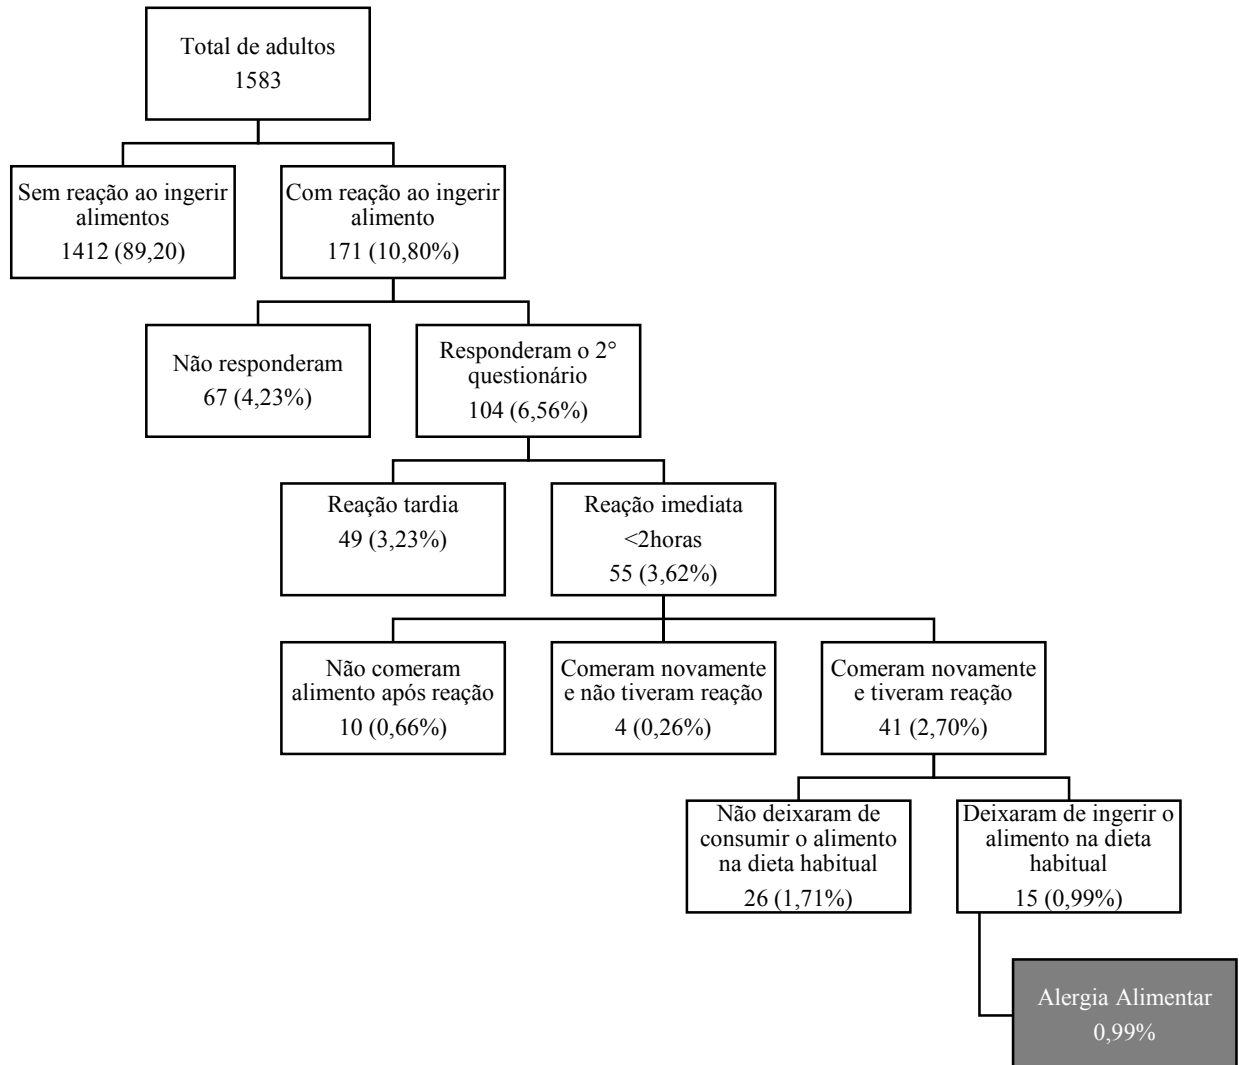 Total de adultos
1583
Sem reação ao ingerir
alimentos
1412 (89,20)
Com reação ao ingerir
alimento
171 (10,80%)
Não responderam
67 (4,23%)
Responderam o 2°
questionário
104 (6,56%)
Reação tardia
49 (3,23%)
Reação imediata
<2horas
55 (3,62%)
Não comeram
alimento após reação
10 (0,66%)
Comeram novamente
e não tiveram reação
4 (0,26%)
Comeram novamente
e tiveram reação
41 (2,70%)
Não deixaram de
consumir o alimento
na dieta habitual
26 (1,71%)
Deixaram de ingerir o
alimento na dieta
habitual
15 (0,99%)
Alergia Alimentar
0,99%